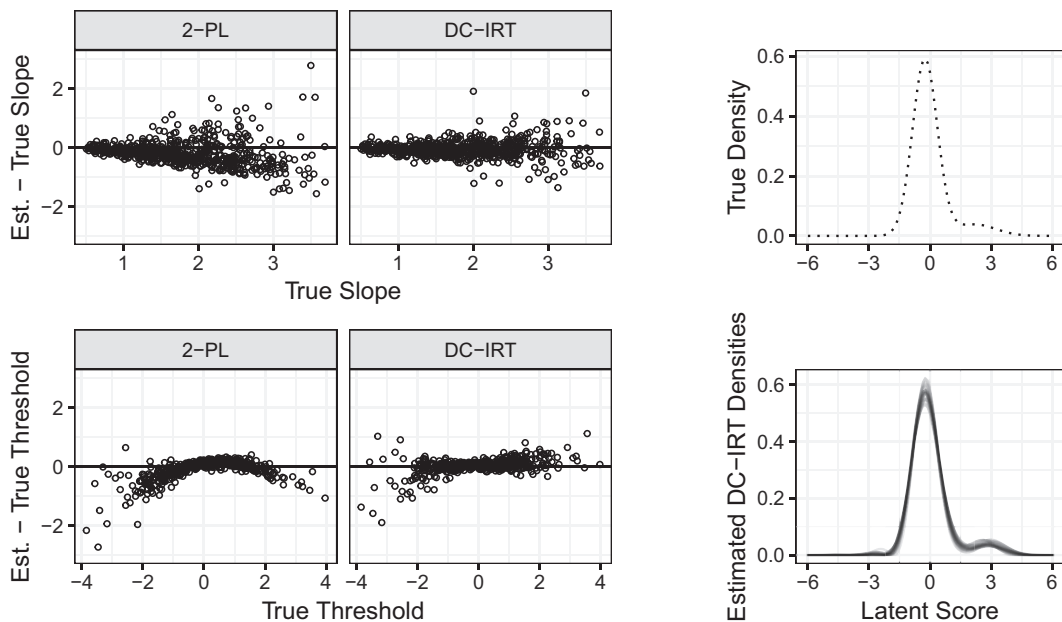 2−PL DC−IRT
Est. − True Slope
2
0
−2
1 2 3 1 2 3
True Slope
True Density
0.6
0.4
0.2
0.0
−6 −3 0 3 6
2−PL DC−IRT
Est. − True Threshold
2
0
−2
−4 −2 0 2 4 −4 −2 0 2 4
True Threshold
Estimated DC−IRT Densities
0.6
0.4
0.2
0.0
−6 −3 0 3 6
Latent Score